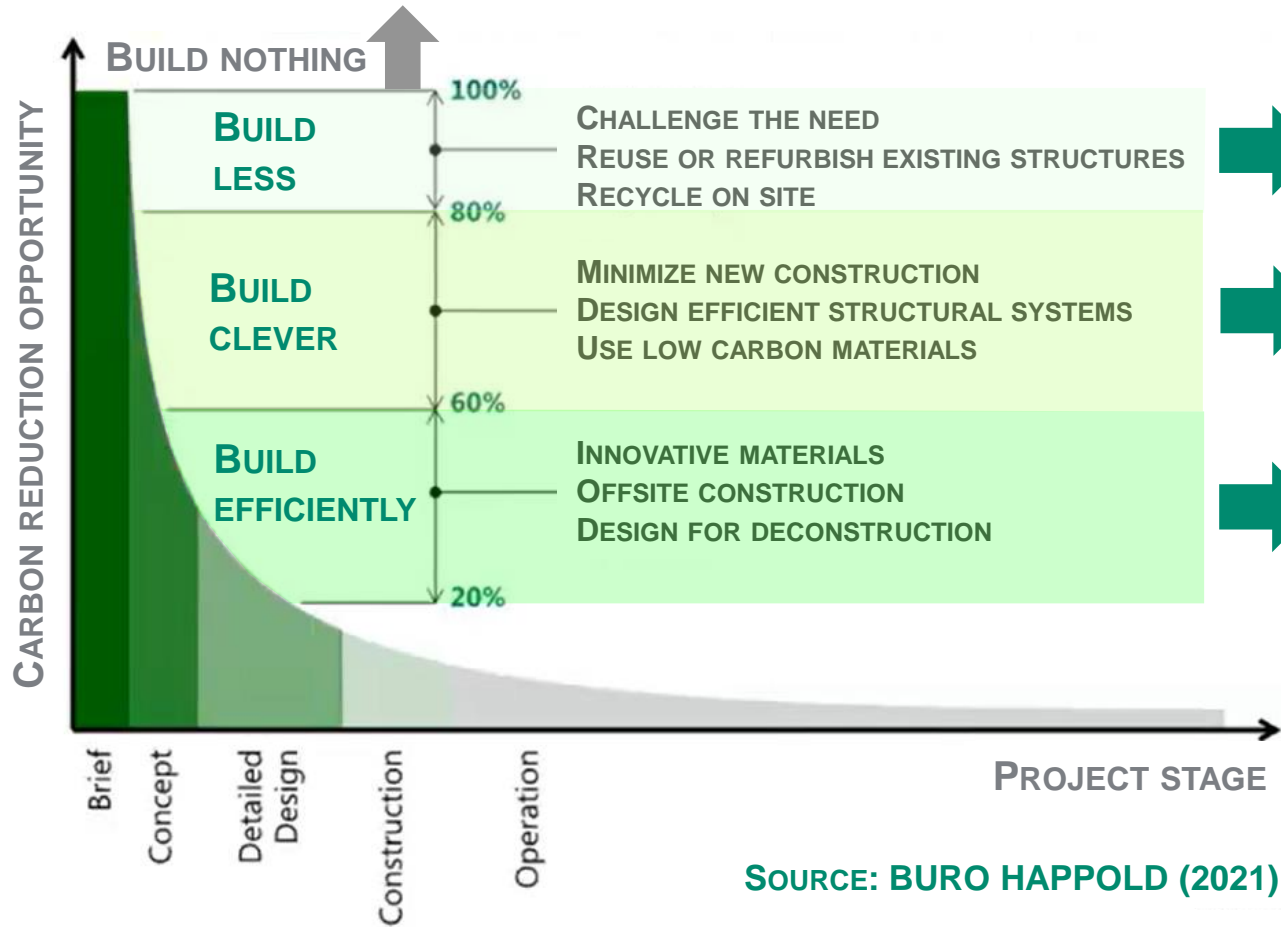 BUILD NOTHING
CARBON REDUCTION OPPORTUNITY
100%
BUILD
LESS
CHALLENGE THE NEED
REUSE OR REFURBISH EXISTING STRUCTURES
RECYCLE ON SITE
80%
BUILD
CLEVER
MINIMIZE NEW CONSTRUCTION
DESIGN EFFICIENT STRUCTURAL SYSTEMS
USE LOW CARBON MATERIALS
60%
BUILD
EFFICIENTLY
INNOVATIVE MATERIALS
OFFSITE CONSTRUCTION
DESIGN FOR DECONSTRUCTION
20%
Brief
Concept
Detailed
Design
Construction
Operation
PROJECT STAGE
SOURCE: BURO HAPPOLD (2021)